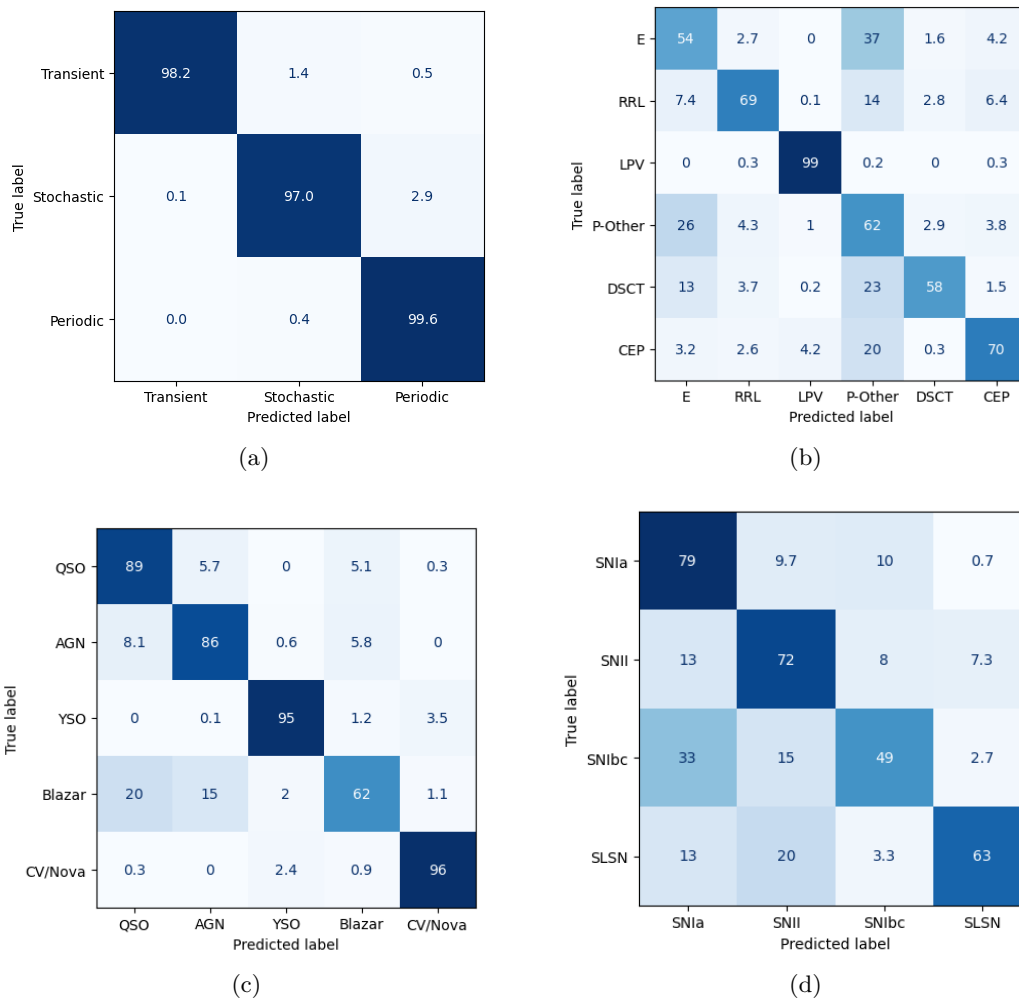 Transient 98.2 1.4 0.5
Stochastic 0.1 97.0 2.9
Periodic 0.0 0.4 99.6
Transient Stochastic Periodic
Predicted label
True label
(a)
E 54 2.7 0 37 1.6 4.2
RRL 7.4 69 0.1 14 2.8 6.4
LPV 0 0.3 99 0.2 0 0.3
P-Other 26 4.3 1 62 2.9 3.8
DSCT 13 3.7 0.2 23 58 1.5
CEP 3.2 2.6 4.2 20 0.3 70
E RRL LPV P-Other DSCT CEP
Predicted label
True label
(b)
QSO 89 5.7 0 5.1 0.3
AGN 8.1 86 0.6 5.8 0
YSO 0 0.1 95 1.2 3.5
Blazar 20 15 2 62 1.1
CV/Nova 0.3 0 2.4 0.9 96
QSO AGN YSO Blazar CV/Nova
Predicted label
True label
(c)
SNIa 79 9.7 10 0.7
SNII 13 72 8 7.3
SNIbc 33 15 49 2.7
SLSN 13 20 3.3 63
SNIa SNII SNIbc SLSN
Predicted label
True label
(d)